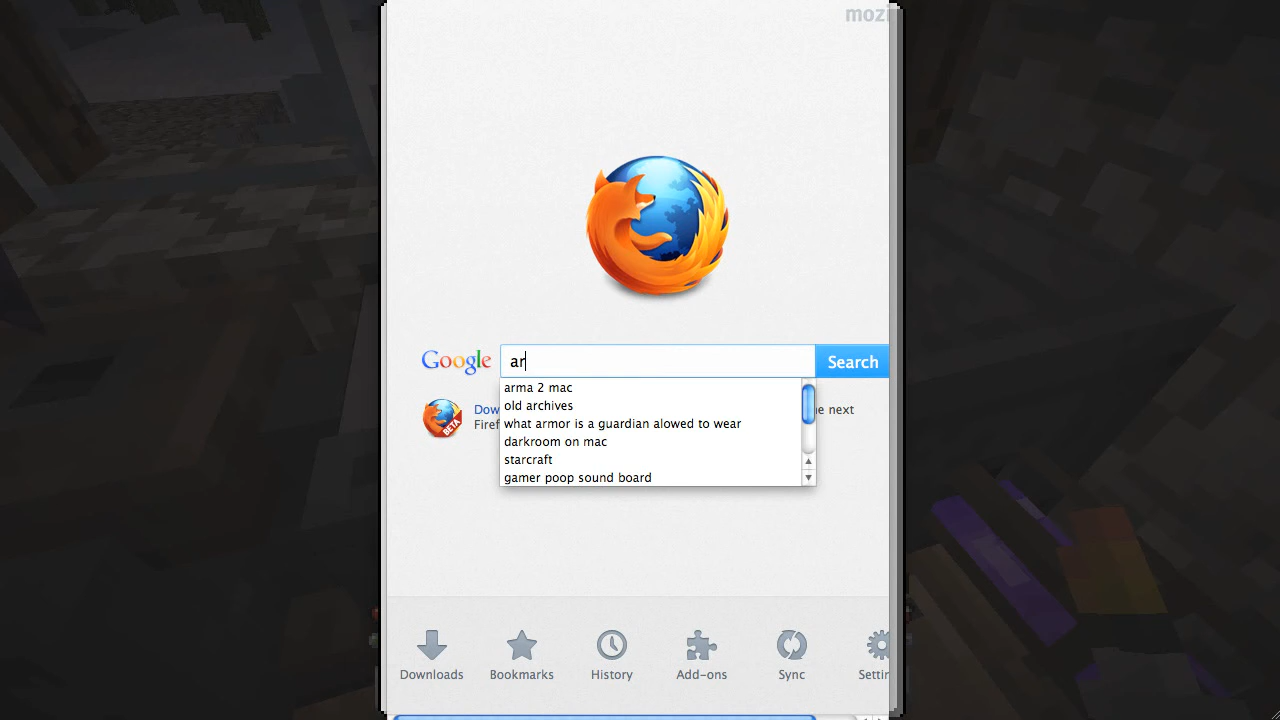 mozi
Google
ar
Search
arma 2 mac
old archives
what armor is a guardian alowed to wear
darkroom on mac
starcraft
gamer poop sound board
Dow
e next
Firef
BETA
Downloads
Bookmarks
History
Add-ons
Sync
Settin